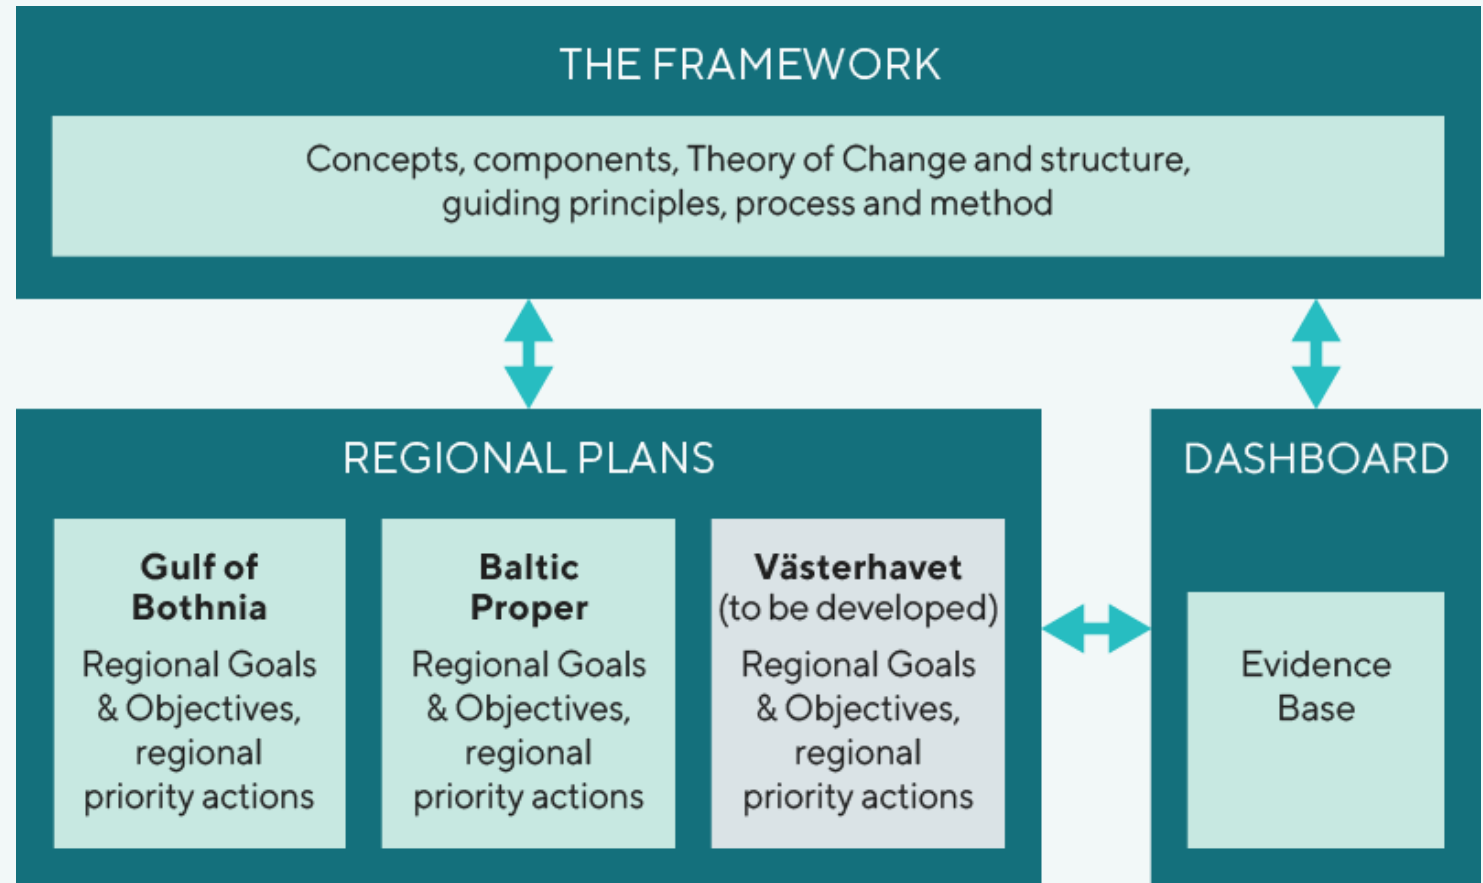 THE FRAMEWORK
Concepts, components, Theory of Change and structure,
guiding principles, process and method
REGIONAL PLANS
Gulf of
Bothnia
Regional Goals
& Objectives,
regional
priority actions
Baltic
Proper
Regional Goals
& Objectives,
regional
priority actions
Västerhavet
(to be developed)
Regional Goals
& Objectives,
regional
priority actions
DASHBOARD
Evidence
Base